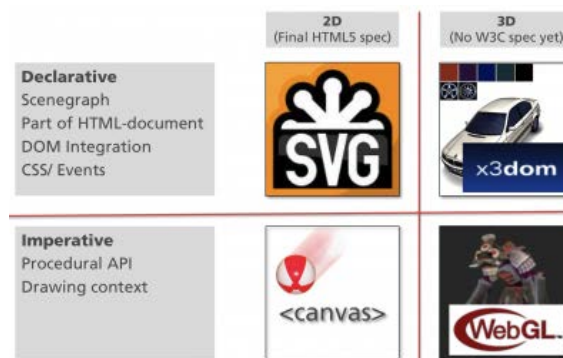 2D
(Final HTML5 spec)
3D
(No W3C spec yet)
Declarative
Scenegraph
Part of HTML-document
DOM Integration
CSS/ Events
SVG
x3dom
Imperative
Procedural API
Drawing context
<canvas>
WebGL